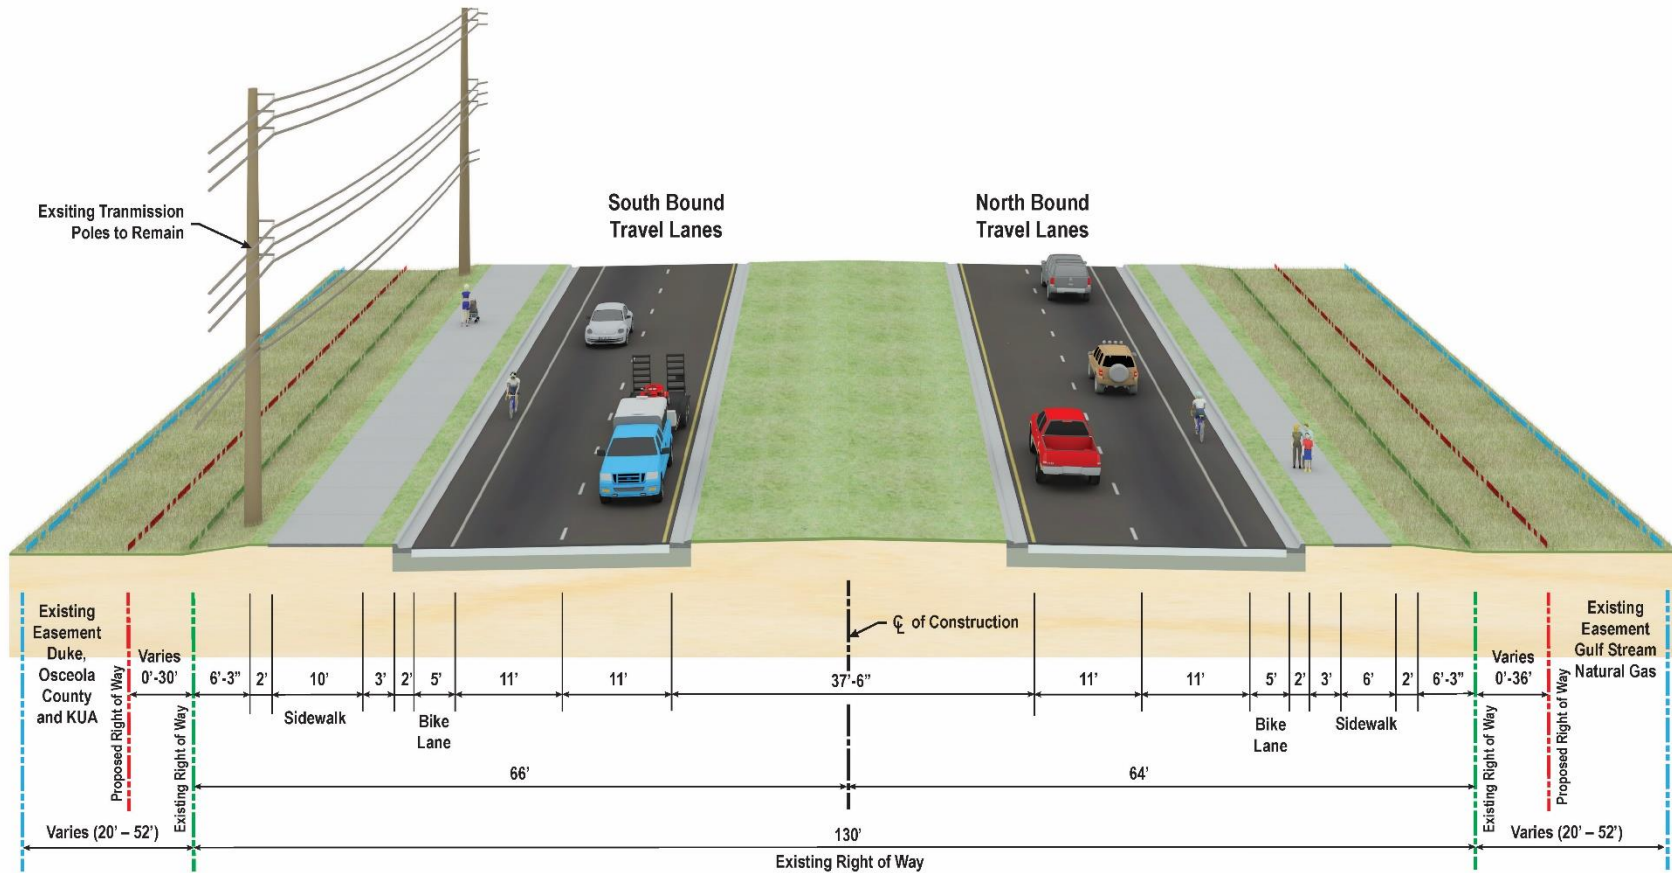 Exsiting Tranmission
Poles to Remain
South Bound
Travel Lanes
North Bound
Travel Lanes
Existing
Easement
Duke,
Osceola
County
and KUA
Proposed Right of Way
Varies
0'-30'
Existing Right of Way
6'-3"
2'
10'
Sidewalk
3'
2'
5'
Bike
Lane
11'
11'
37'-6"
℄ of Construction
11'
11'
5'
Bike
Lane
2'
3'
6'
Sidewalk
2'
6'-3"
Existing Right of Way
Varies
0'-36'
Proposed Right of Way
Existing
Easement
Gulf Stream
Natural Gas
66'
64'
Varies (20' – 52')
130'
Existing Right of Way
Varies (20' – 52')